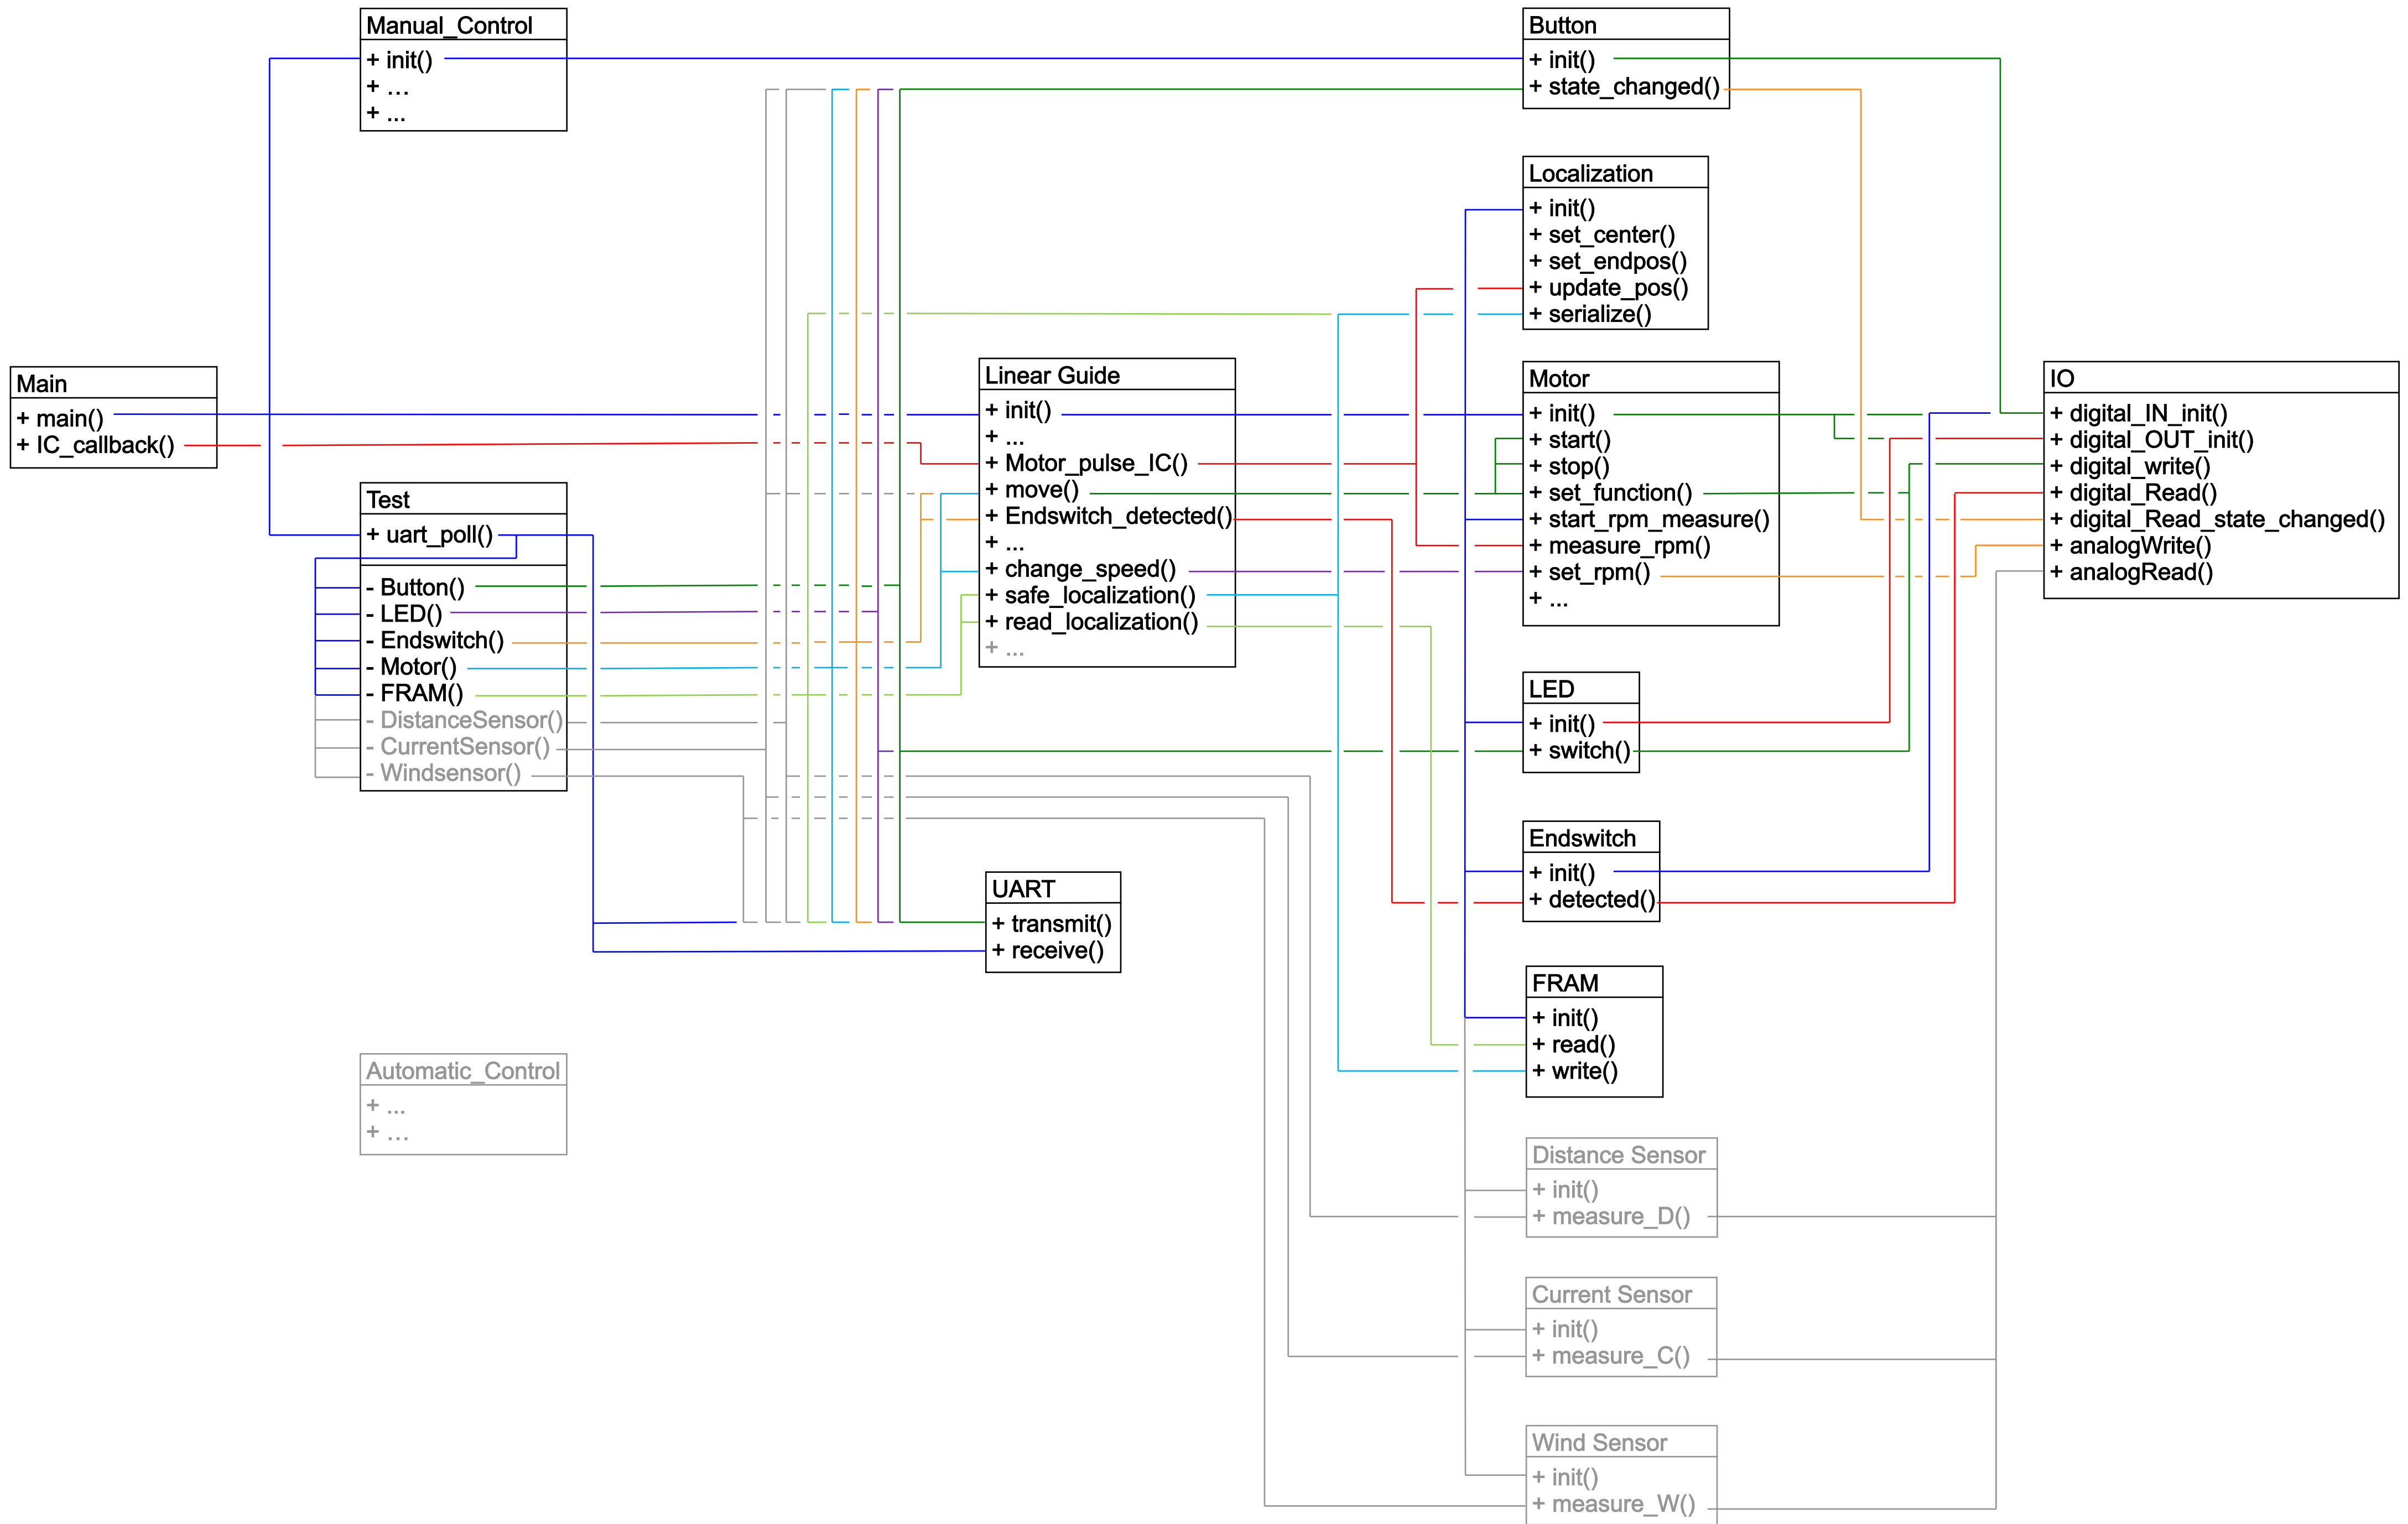 Manual_Control
+ init()
+ ...
+ ...
Button
+ init()
+ state_changed()
Localization
+ init()
+ set_center()
+ set_endpos()
+ update_pos()
+ serialize()
Main
+ main()
+ IC_callback()
Linear Guide
+ init()
+ ...
+ Motor_pulse_IC()
+ move()
+ Endswitch_detected()
+ ...
+ change_speed()
+ safe_localization()
+ read_localization()
+ ...
Motor
+ init()
+ start()
+ stop()
+ set_function()
+ start_rpm_measure()
+ measure_rpm()
+ set_rpm()
+ ...
IO
+ digital_IN_init()
+ digital_OUT_init()
+ digital_write()
+ digital_Read()
+ digital_Read_state_changed()
+ analogWrite()
+ analogRead()
Test
+ uart_poll()
- Button()
- LED()
- Endswitch()
- Motor()
- FRAM()
- DistanceSensor()
- CurrentSensor()
- Windsensor()
LED
+ init()
+ switch()
Endswitch
+ init()
+ detected()
UART
+ transmit()
+ receive()
FRAM
+ init()
+ read()
+ write()
Automatic_Control
+ ...
+ ...
Distance Sensor
+ init()
+ measure_D()
Current Sensor
+ init()
+ measure_C()
Wind Sensor
+ init()
+ measure_W()